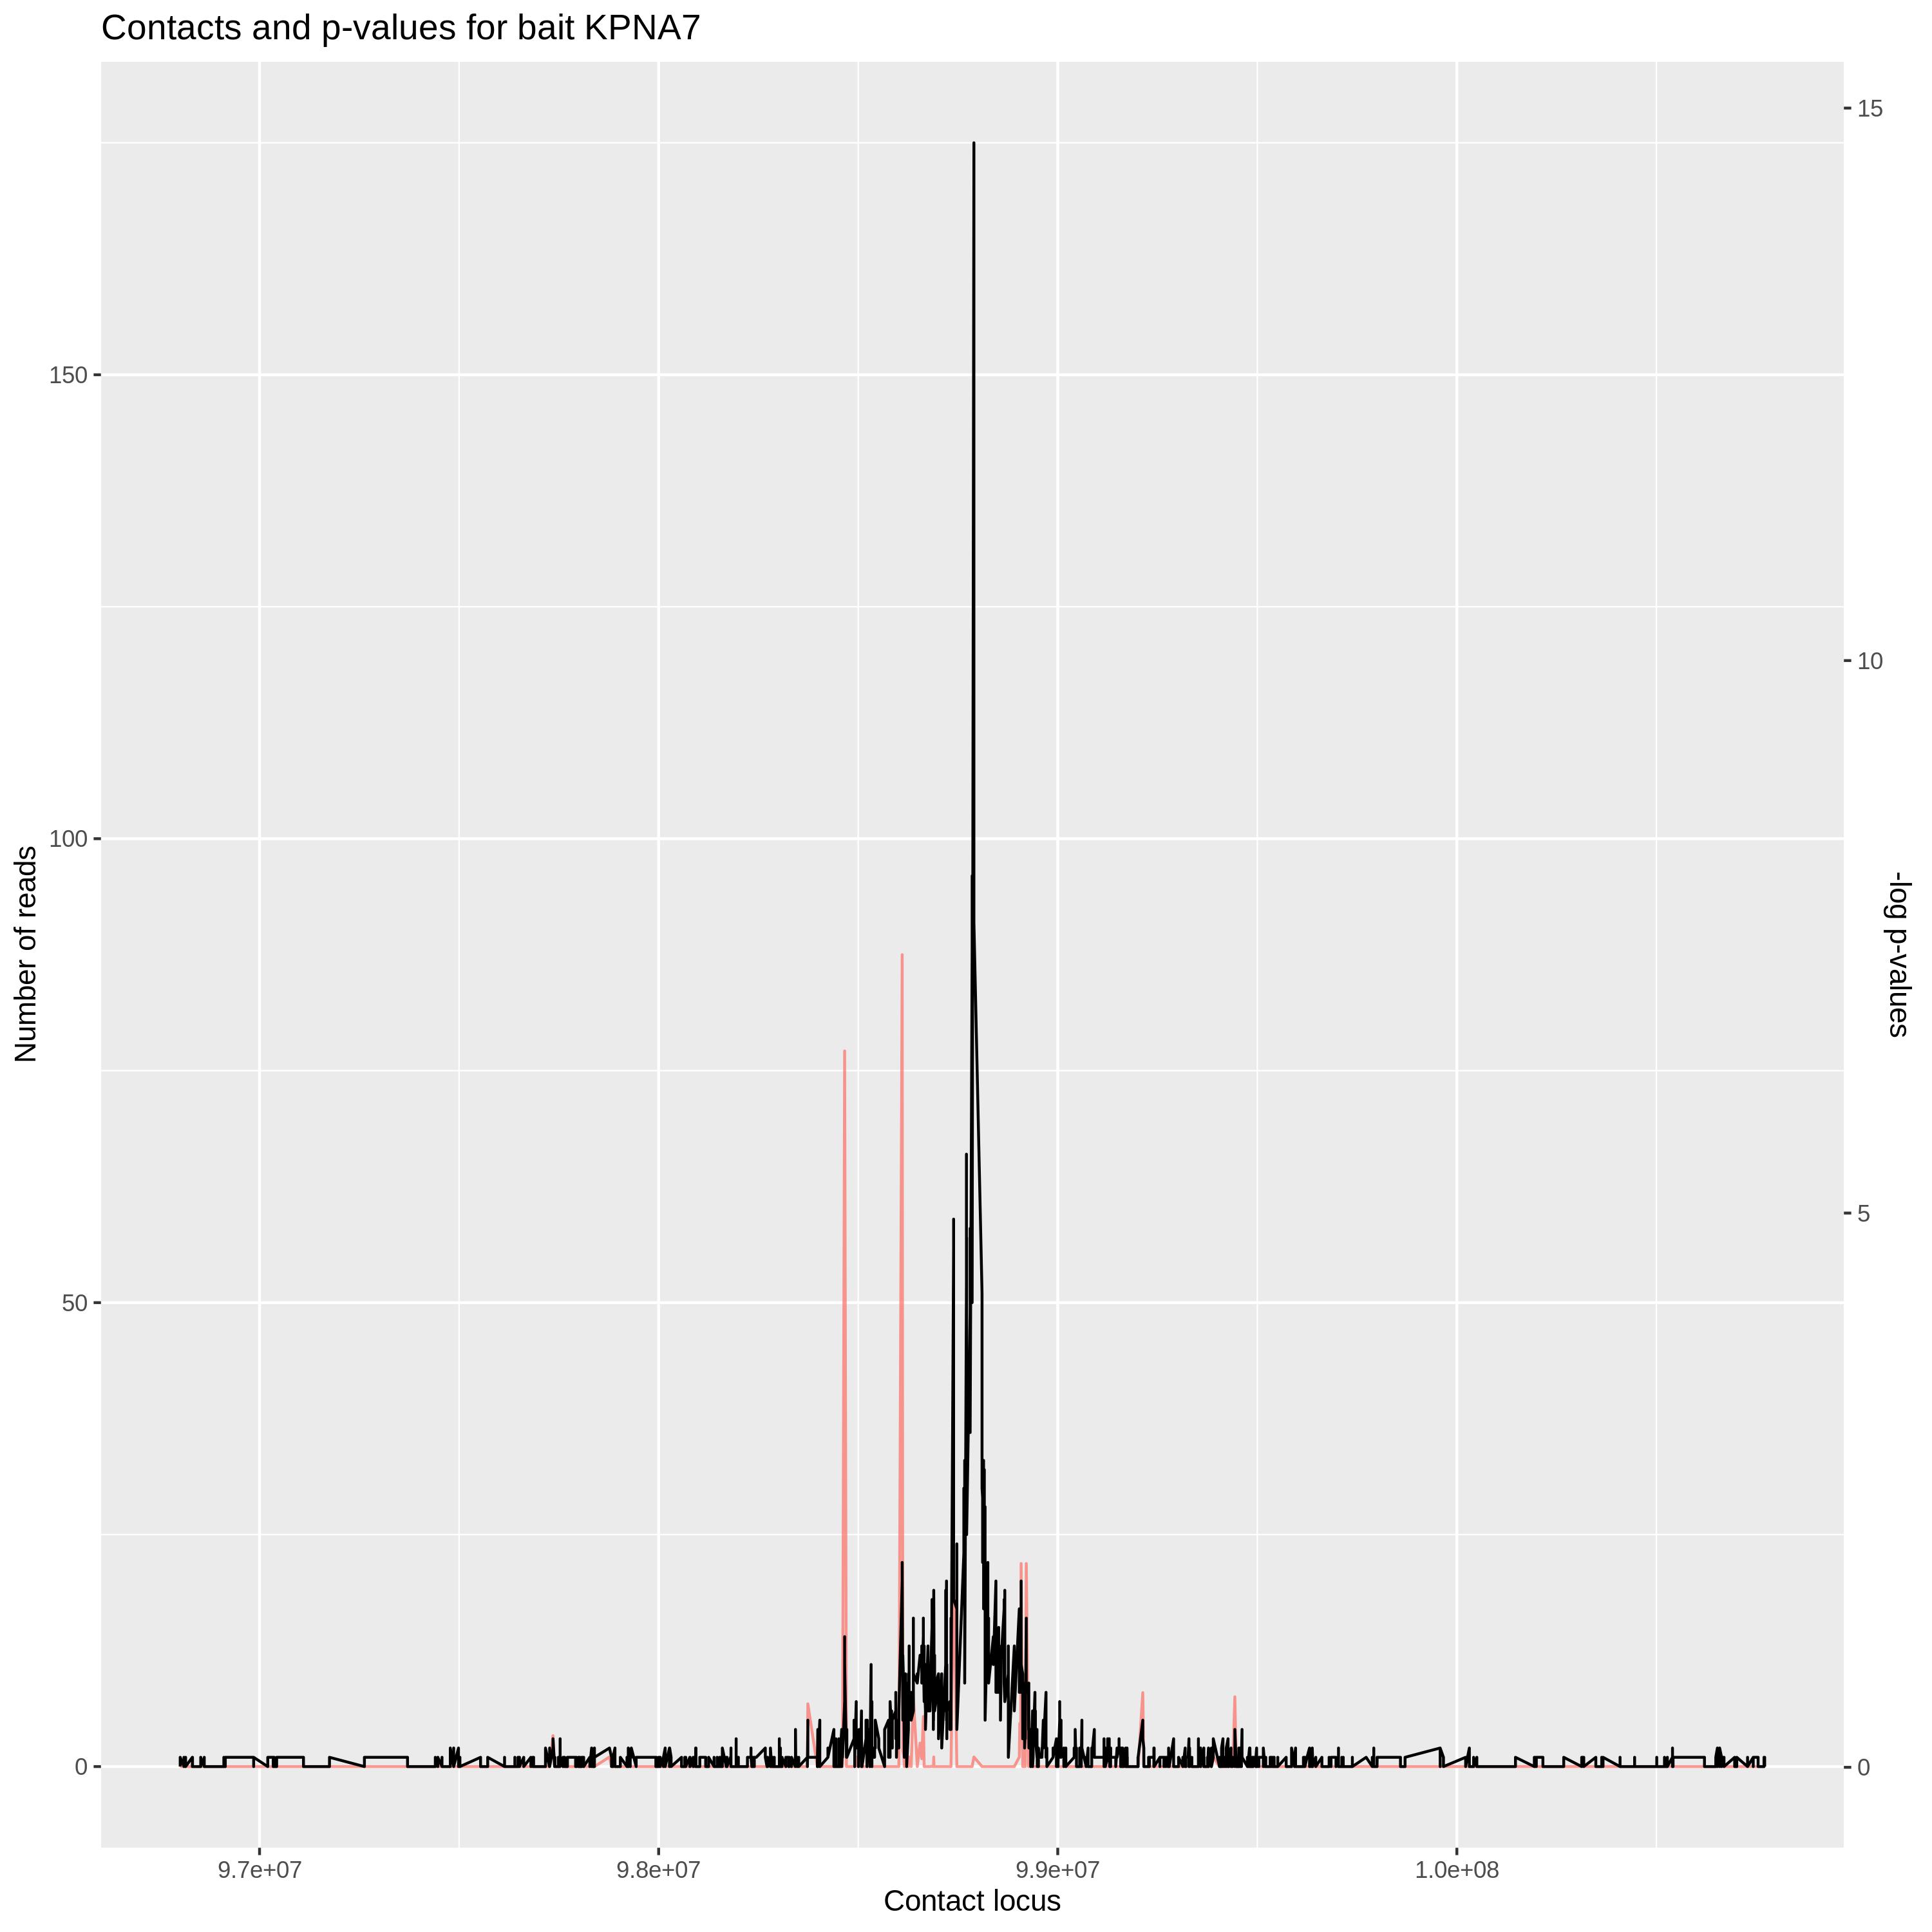 Contacts and p-values for bait KPNA7
15
150
10
100
Number of reads
-log p-values
5
50
0
0
9.7e+07
9.8e+07
9.9e+07
1.0e+08
Contact locus